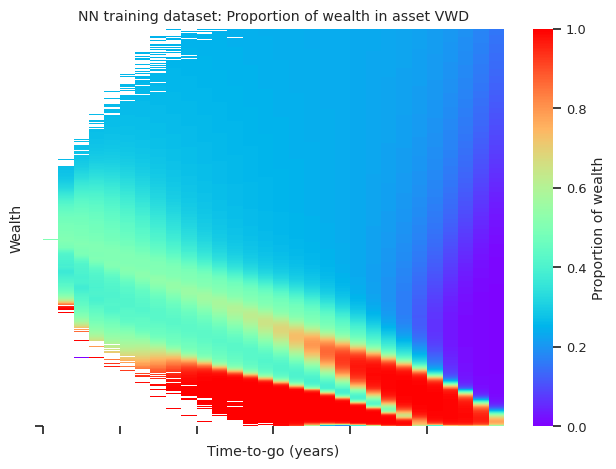 NN training dataset: Proportion of wealth in asset VWD
Wealth
Time-to-go (years)
1.0
0.8
0.6
0.4
0.2
0.0
Proportion of wealth